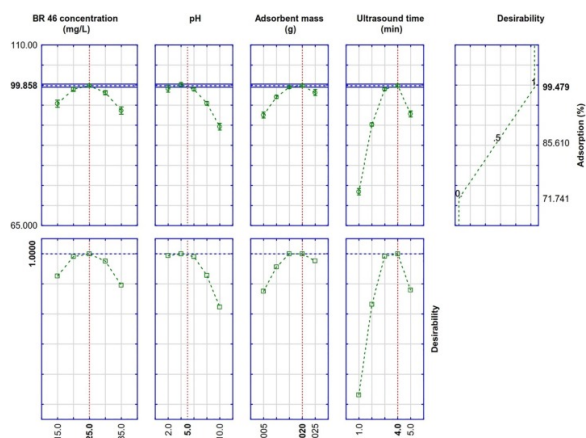 BR 46 concentration
(mg/L)
pH
Adsorbent mass
(g)
Ultrasound time
(min)
Desirability
110.00
99.858
65.000
1.
.5
0.
99.479
85.610
71.741
Adsorption (%)
1.0000
Desirability
15.0
25.0
35.0
2.0
5.0
10.0
005
020
025
1.0
4.0
5.0